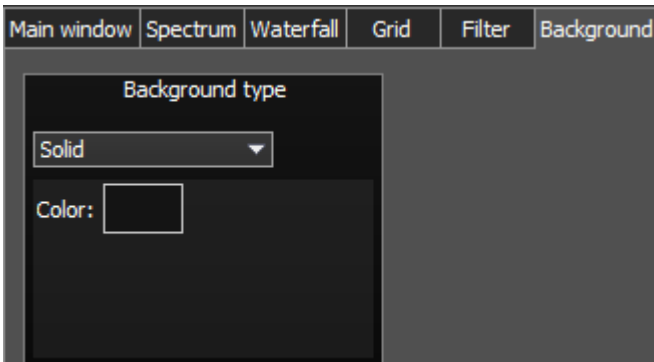 Main window Spectrum Waterfall Grid Filter Background
Background type
Solid
Color: